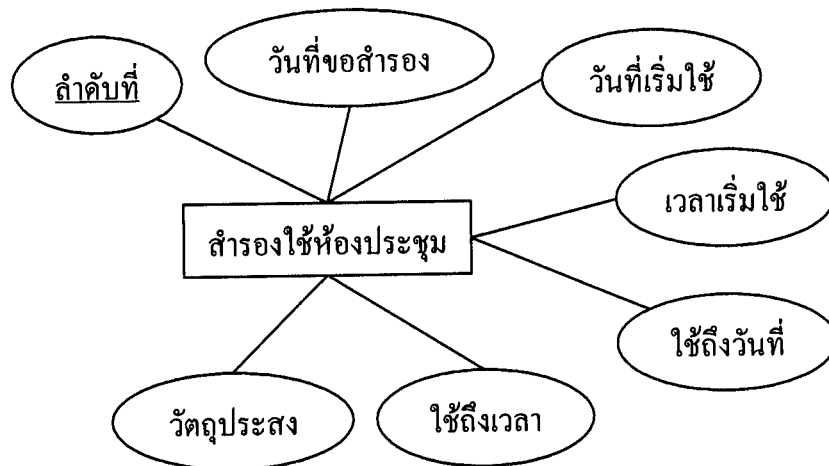 ลำดับที่
วันที่ขอสำรอง
วันที่เริ่มใช้
เวลาเริ่มใช้
สำรองใช้ห้องประชุม
ใช้ถึงวันที่
วัตถุประสง
ใช้ถึงเวลา